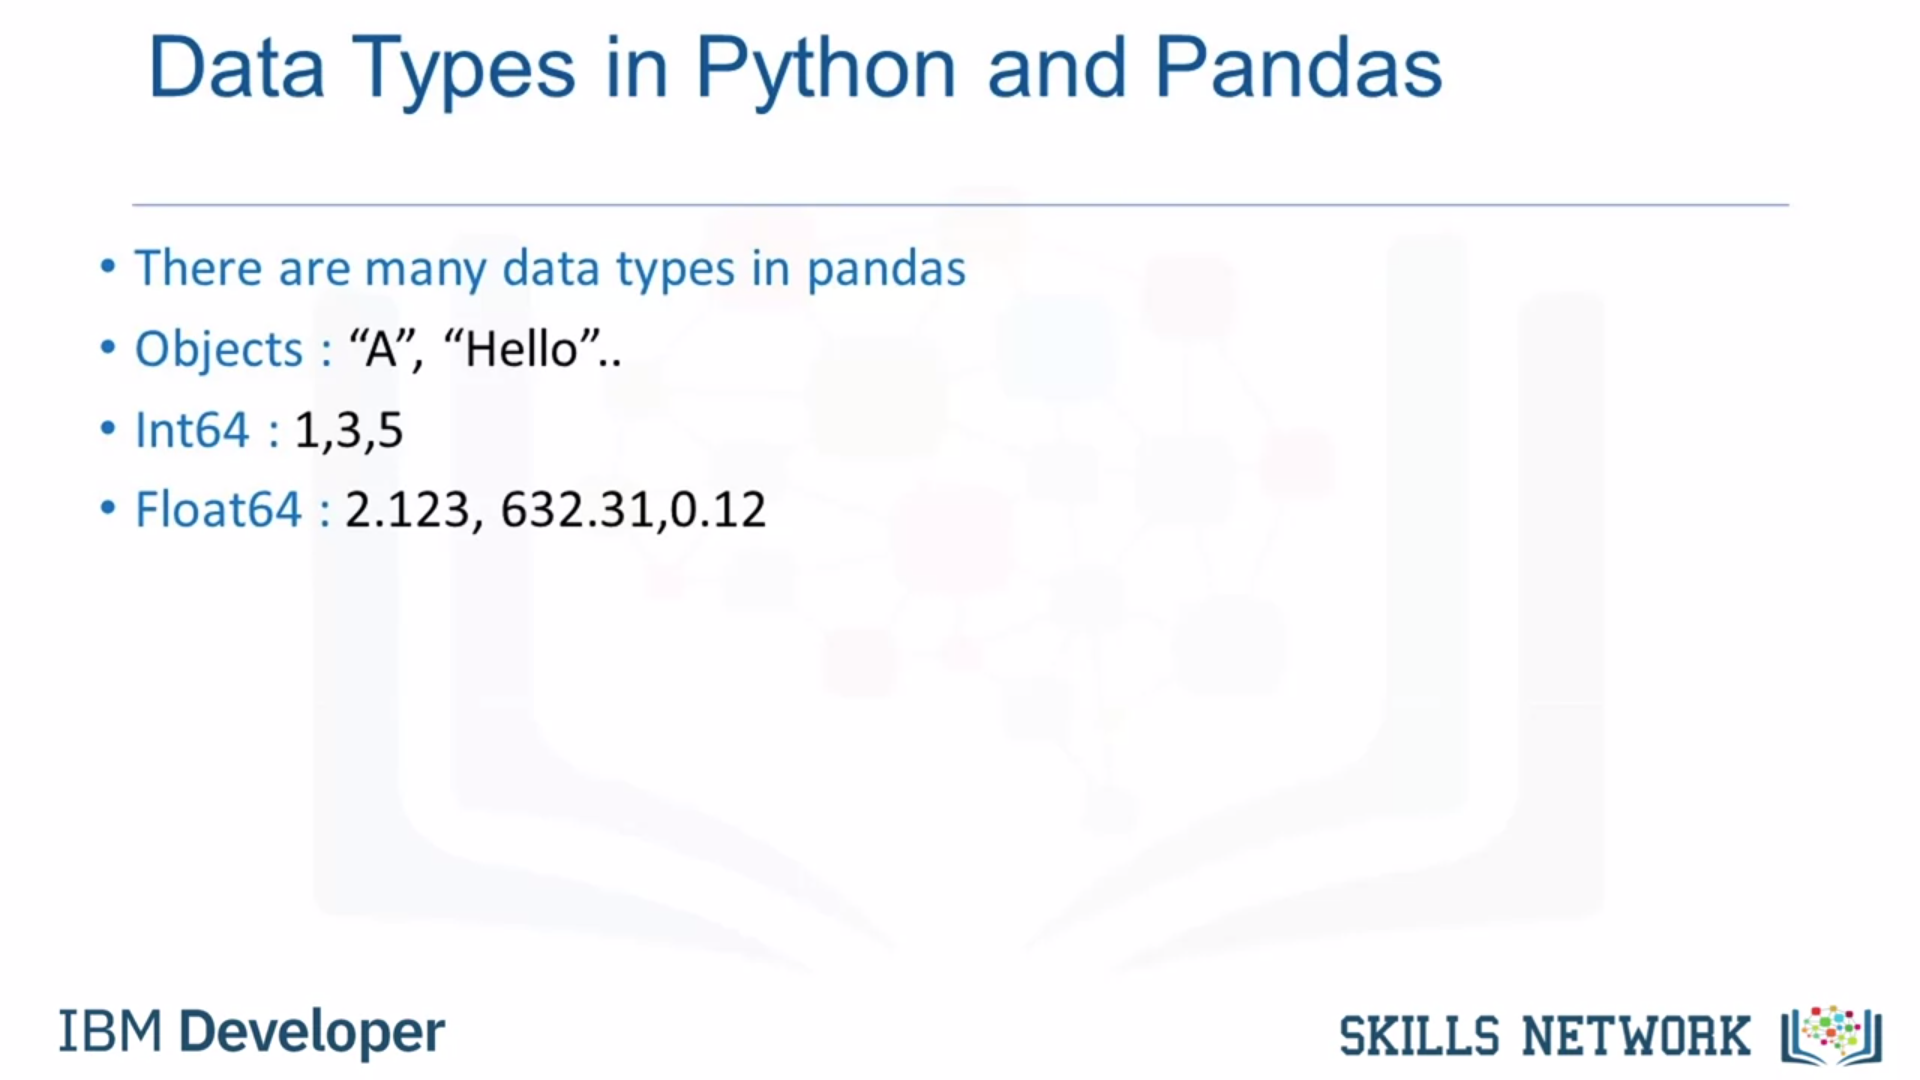 Data Types in Python and Pandas
• There are many data types in pandas
• Objects : “A”, “Hello”..
• Int64 : 1,3,5
• Float64 : 2.123, 632.31,0.12
IBM Developer
SKILLS NETWORK